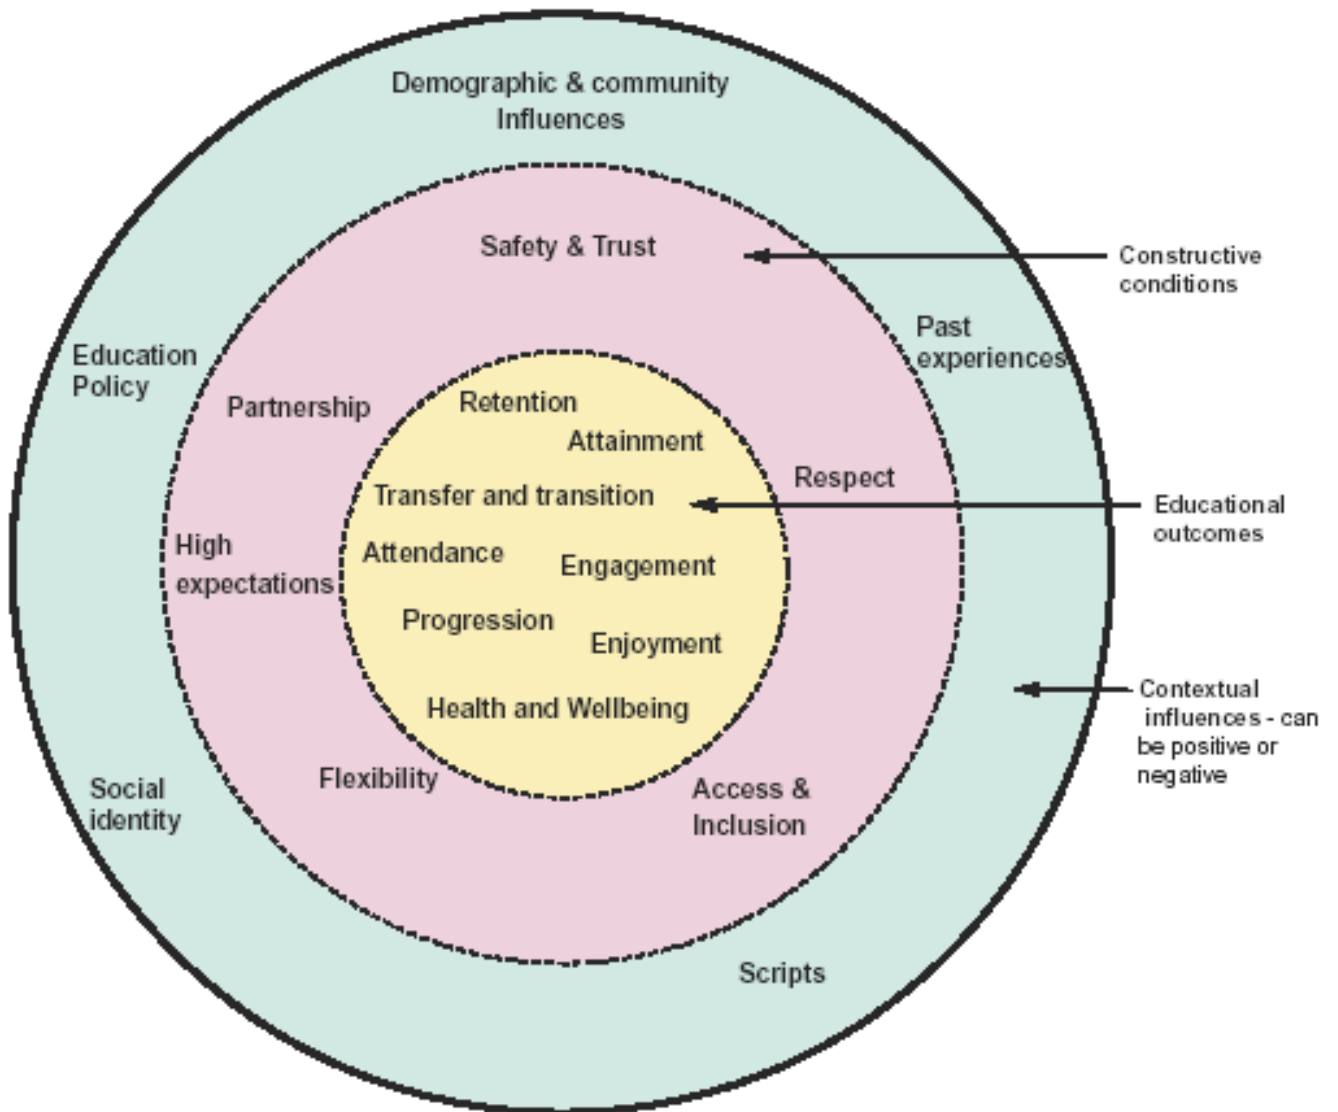 Demographic & community
Influences
Safety & Trust
Constructive
conditions
Past
experiences
Education
Policy
Partnership
Retention
Attainment
Respect
Transfer and transition
Educational
outcomes
High
expectations
Attendance
Engagement
Progression
Enjoyment
Health and Wellbeing
Contextual
influences - can
be positive or
negative
Flexibility
Access &
Inclusion
Social
identity
Scripts